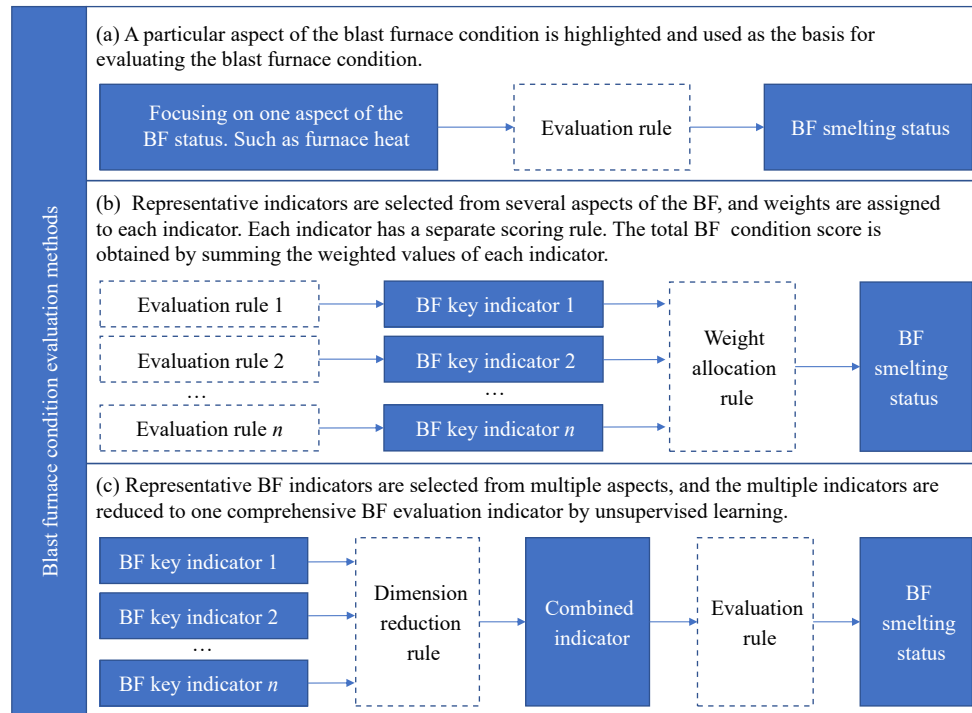 Blast furnace condition evaluation methods
(a) A particular aspect of the blast furnace condition is highlighted and used as the basis for
evaluating the blast furnace condition.
Focusing on one aspect of the
BF status. Such as furnace heat
Evaluation rule
BF smelting status
(b) Representative indicators are selected from several aspects of the BF, and weights are assigned
to each indicator. Each indicator has a separate scoring rule. The total BF condition score is
obtained by summing the weighted values of each indicator.
Evaluation rule 1
BF key indicator 1
Evaluation rule 2
BF key indicator 2
…
…
Evaluation rule n
BF key indicator n
Weight
allocation
rule
BF
smelting
status
(c) Representative BF indicators are selected from multiple aspects, and the multiple indicators are
reduced to one comprehensive BF evaluation indicator by unsupervised learning.
BF key indicator 1
BF key indicator 2
…
BF key indicator n
Dimension
reduction
rule
Combined
indicator
Evaluation
rule
BF
smelting
status